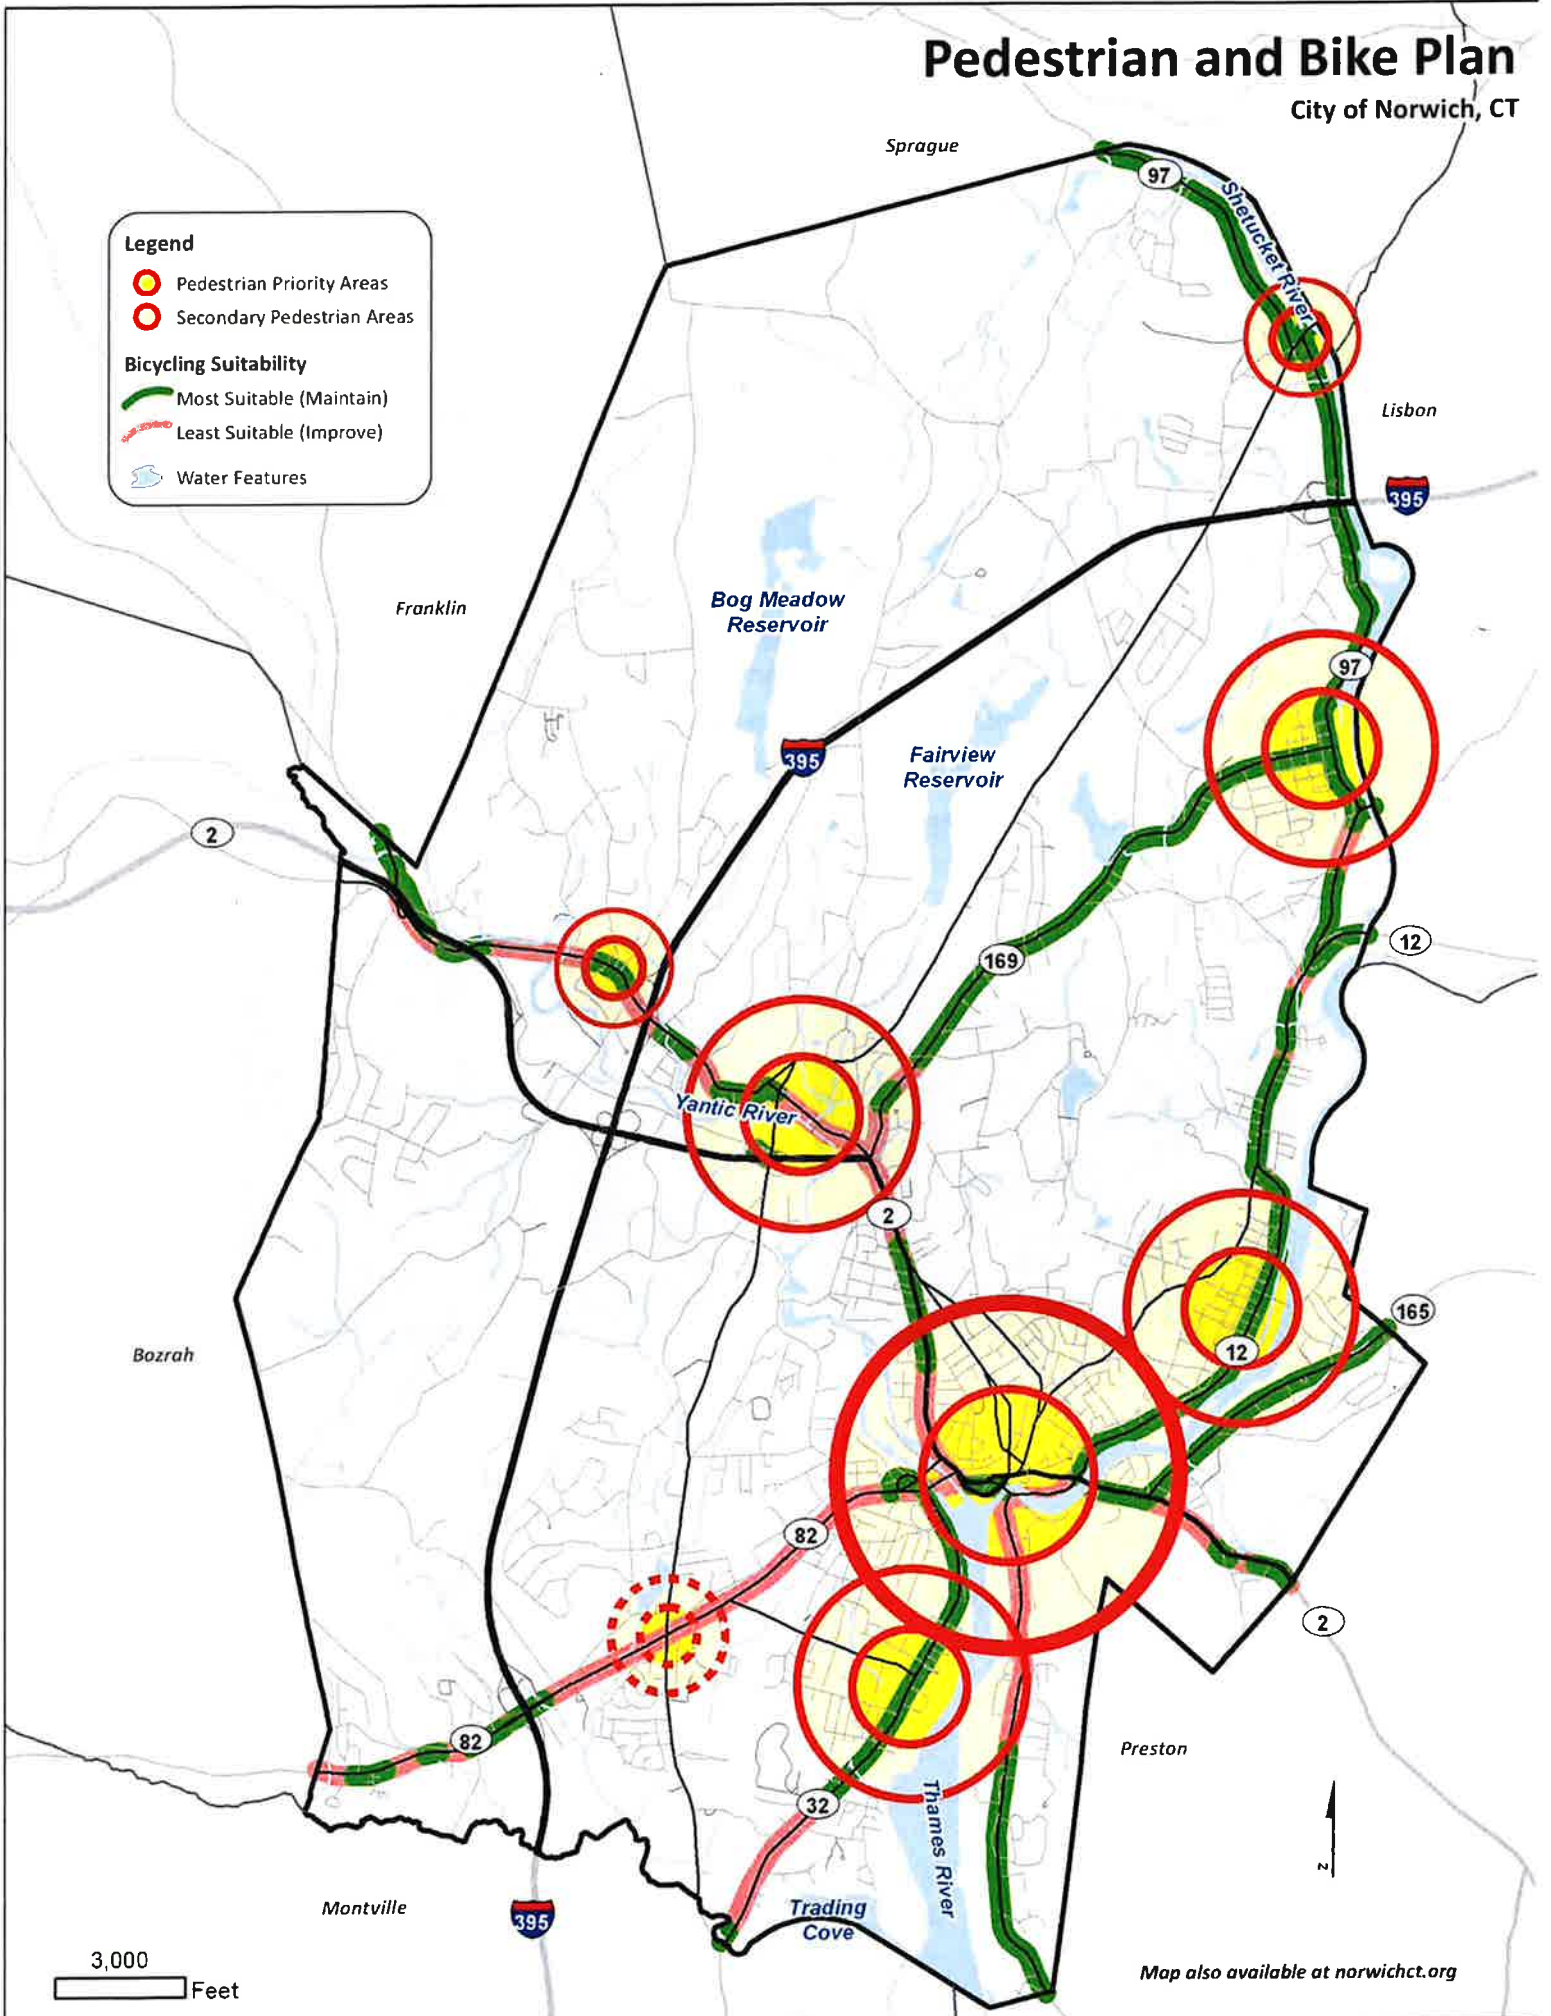 Pedestrian and Bike Plan
City of Norwich, CT
Sprague
97
Shetucket River
Legend
Pedestrian Priority Areas
Secondary Pedestrian Areas
Bicycling Suitability
Most Suitable (Maintain)
Least Suitable (Improve)
Water Features
Lisbon
395
Franklin
Bog Meadow
Reservoir
97
395
Fairview
Reservoir
2
12
169
Yantic River
2
165
12
Bozrah
82
2
82
Preston
32
Thames River
N
Montville
395
Trading
Cove
3,000
Feet
Map also available at norwichct.org